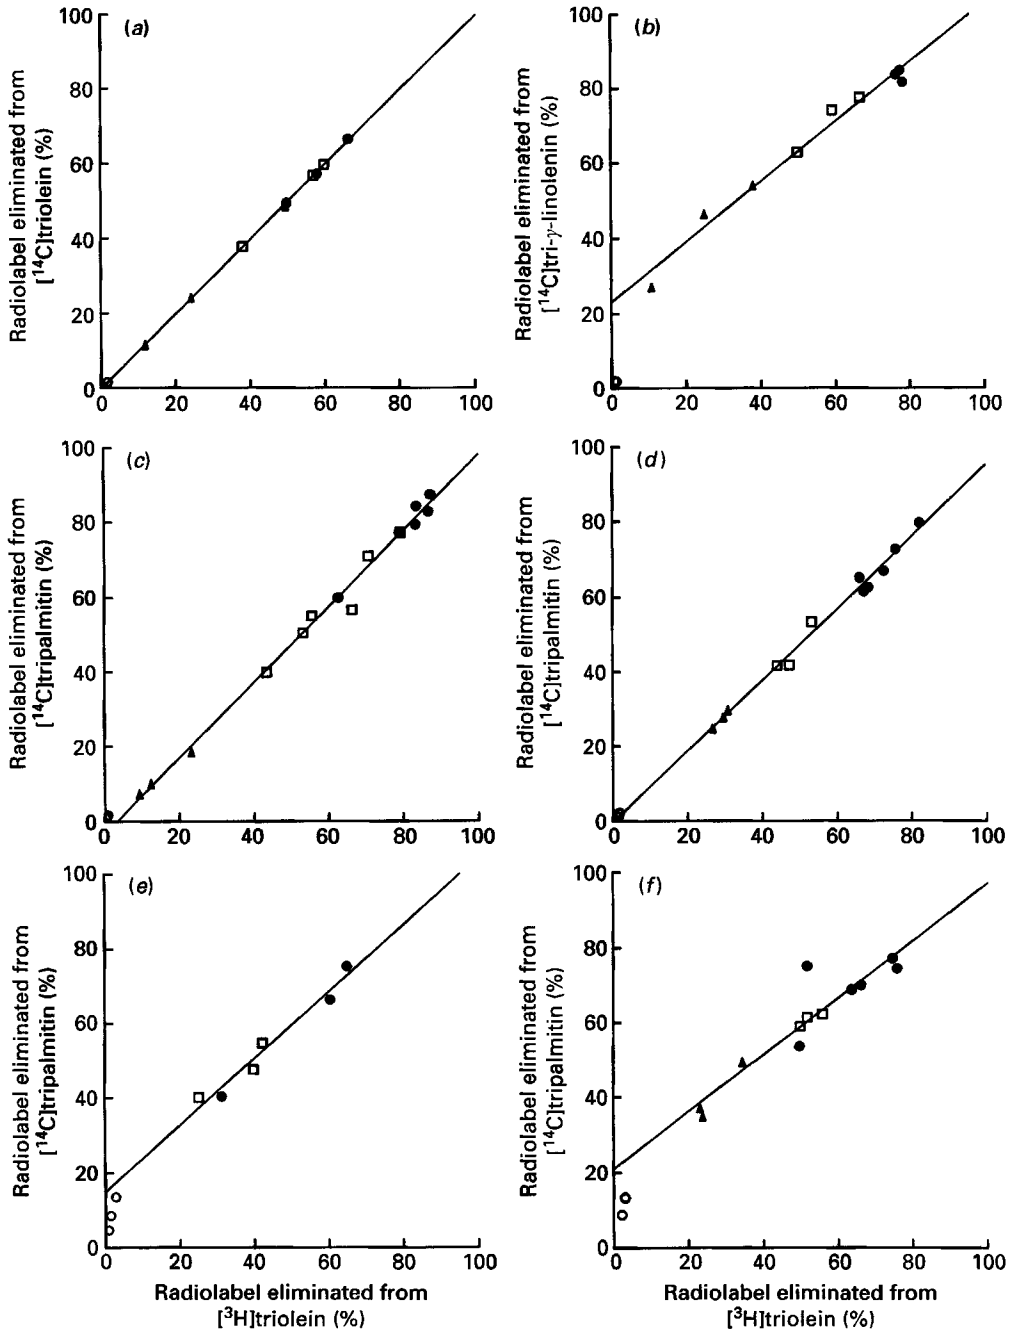 (a)
Radiolabel eliminated from
[14C]triolein (%)
100
80
60
40
20
0
0 20 40 60 80 100
(b)
Radiolabel eliminated from
[14C]tri-γ-linolenin (%)
100
80
60
40
20
0
0 20 40 60 80 100
(c)
Radiolabel eliminated from
[14C]tripalmitin (%)
100
80
60
40
20
0
0 20 40 60 80 100
(d)
Radiolabel eliminated from
[14C]tripalmitin (%)
100
80
60
40
20
0
0 20 40 60 80 100
(e)
Radiolabel eliminated from
[14C]tripalmitin (%)
100
80
60
40
20
0
0 20 40 60 80 100
Radiolabel eliminated from
[3H]triolein (%)
(f)
Radiolabel eliminated from
[14C]tripalmitin (%)
100
80
60
40
20
0
0 20 40 60 80 100
Radiolabel eliminated from
[3H]triolein (%)